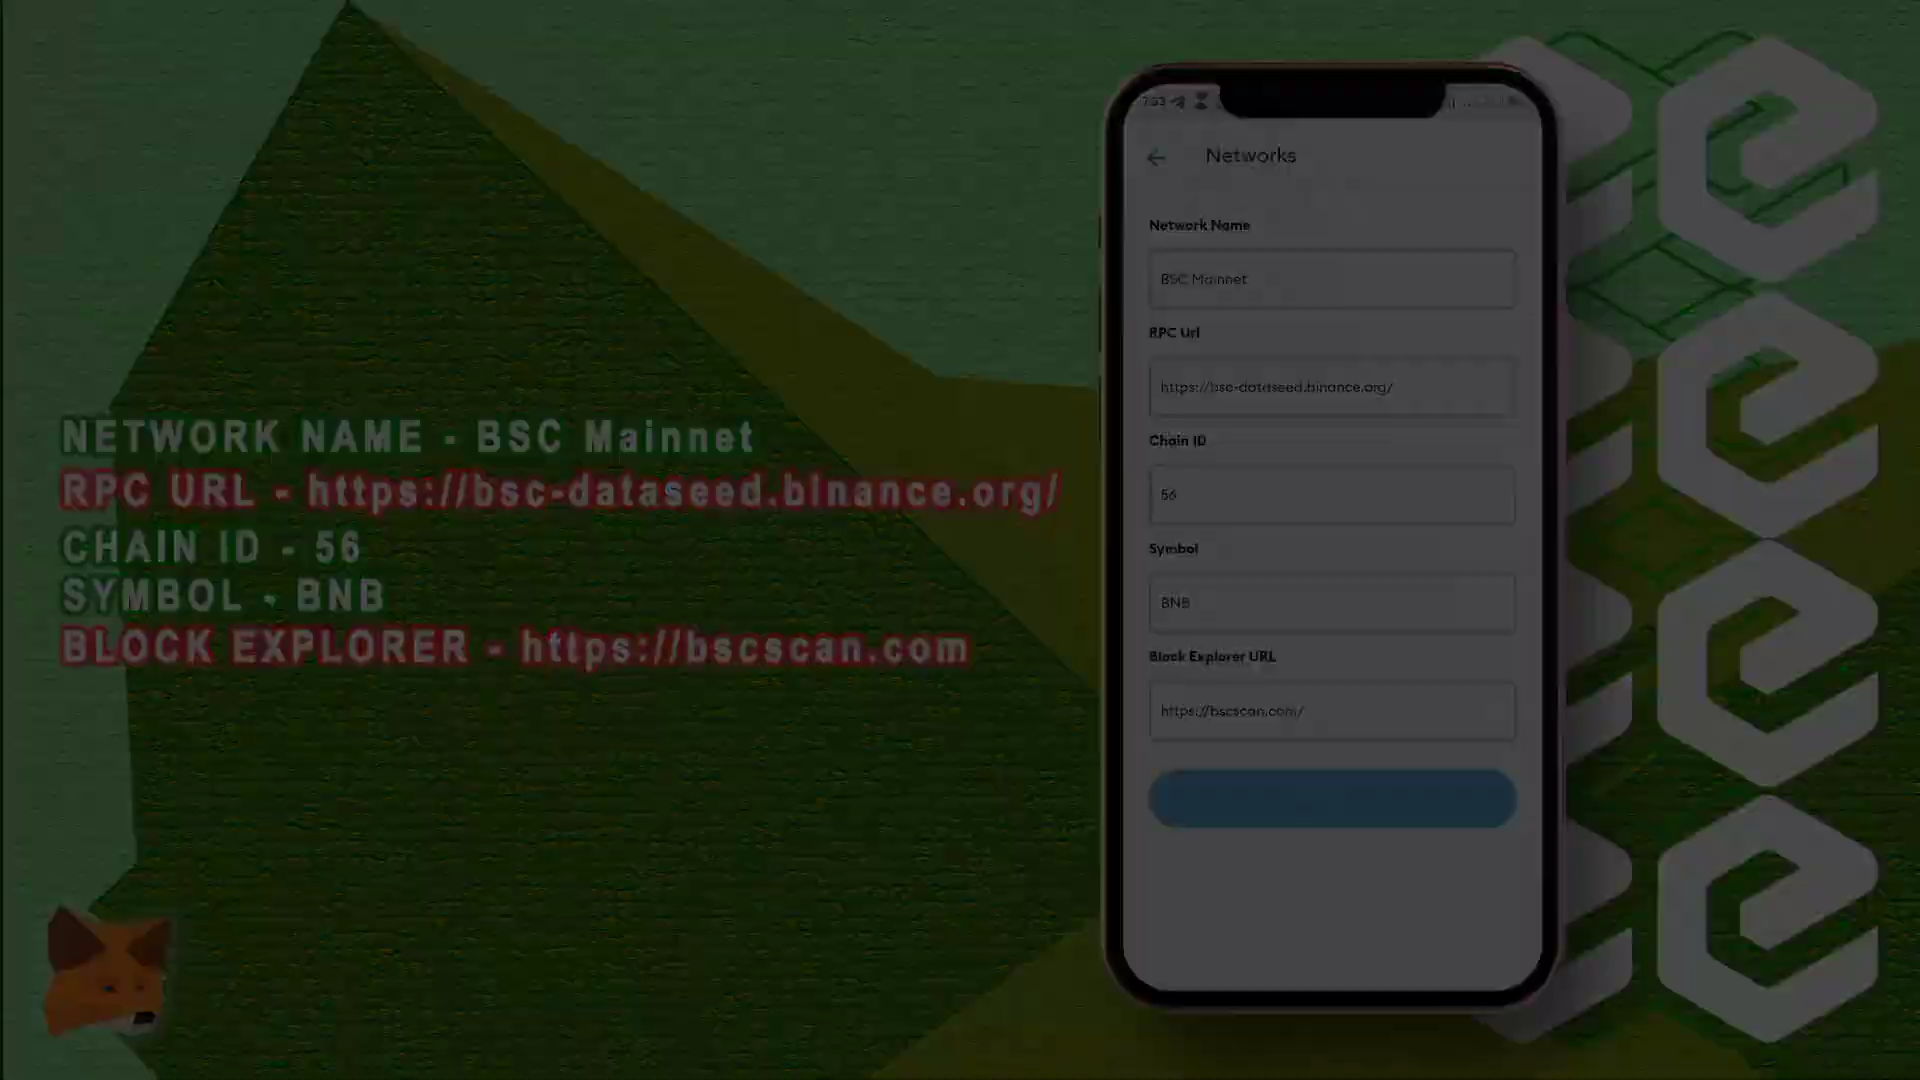 NETWORK NAME - BSC Mainnet
RPC URL - https://bsc-dataseed.binance.org/
CHAIN ID - 56
SYMBOL - BNB
BLOCK EXPLORER - https://bscscan.com
7:53
Networks
Network Name
BSC Mainnet
RPC Url
https://bsc-dataseed.binance.org/
Chain ID
56
Symbol
BNB
Block Explorer URL
https://bscscan.com/